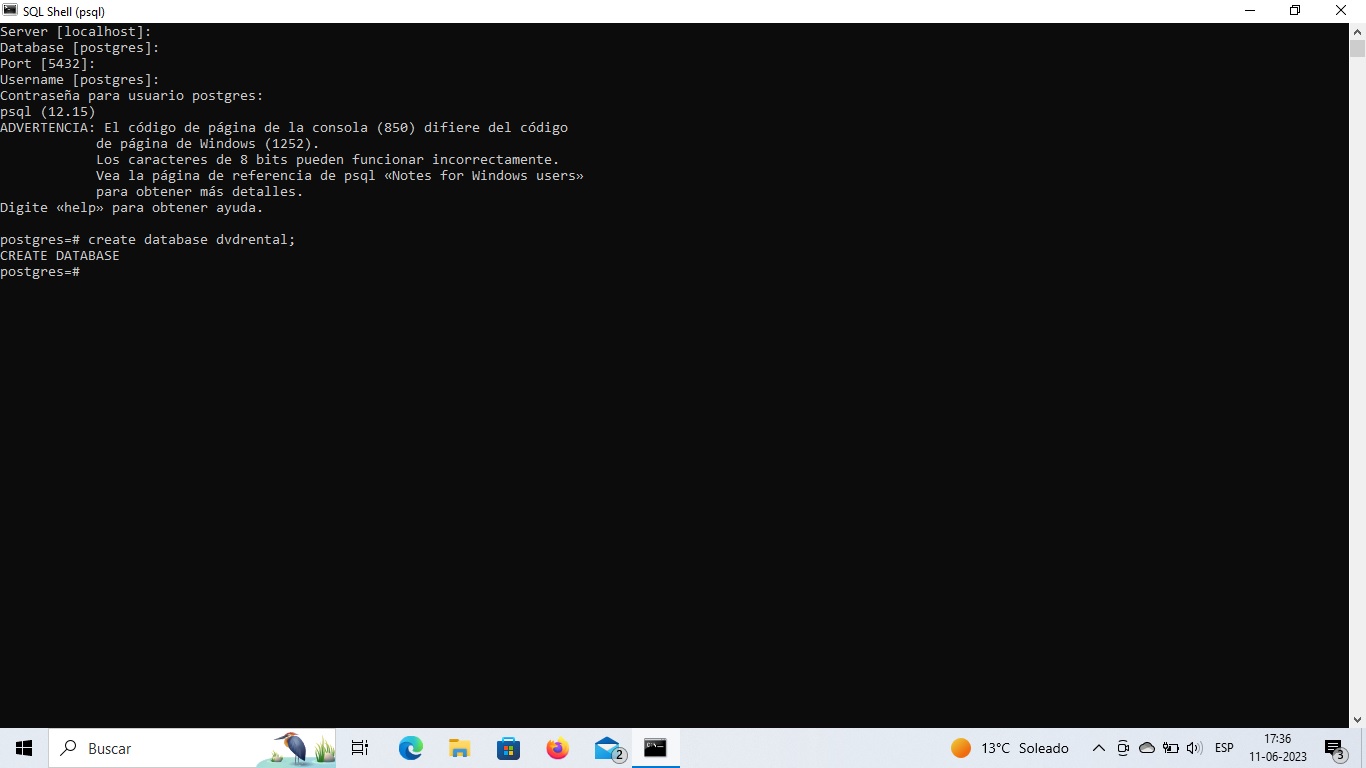 SQL Shell (psql)
Server [localhost]:
Database [postgres]:
Port [5432]:
Username [postgres]:
Contraseña para usuario postgres:
psql (12.15)
ADVERTENCIA: El código de página de la consola (850) difiere del código
de página de Windows (1252).
Los caracteres de 8 bits pueden funcionar incorrectamente.
Vea la página de referencia de psql «Notes for Windows users»
para obtener más detalles.
Digite «help» para obtener ayuda.
postgres=# create database dvdrental;
CREATE DATABASE
postgres=#
Buscar
2
13°C Soleado
ESP
17:36
11-06-2023
3